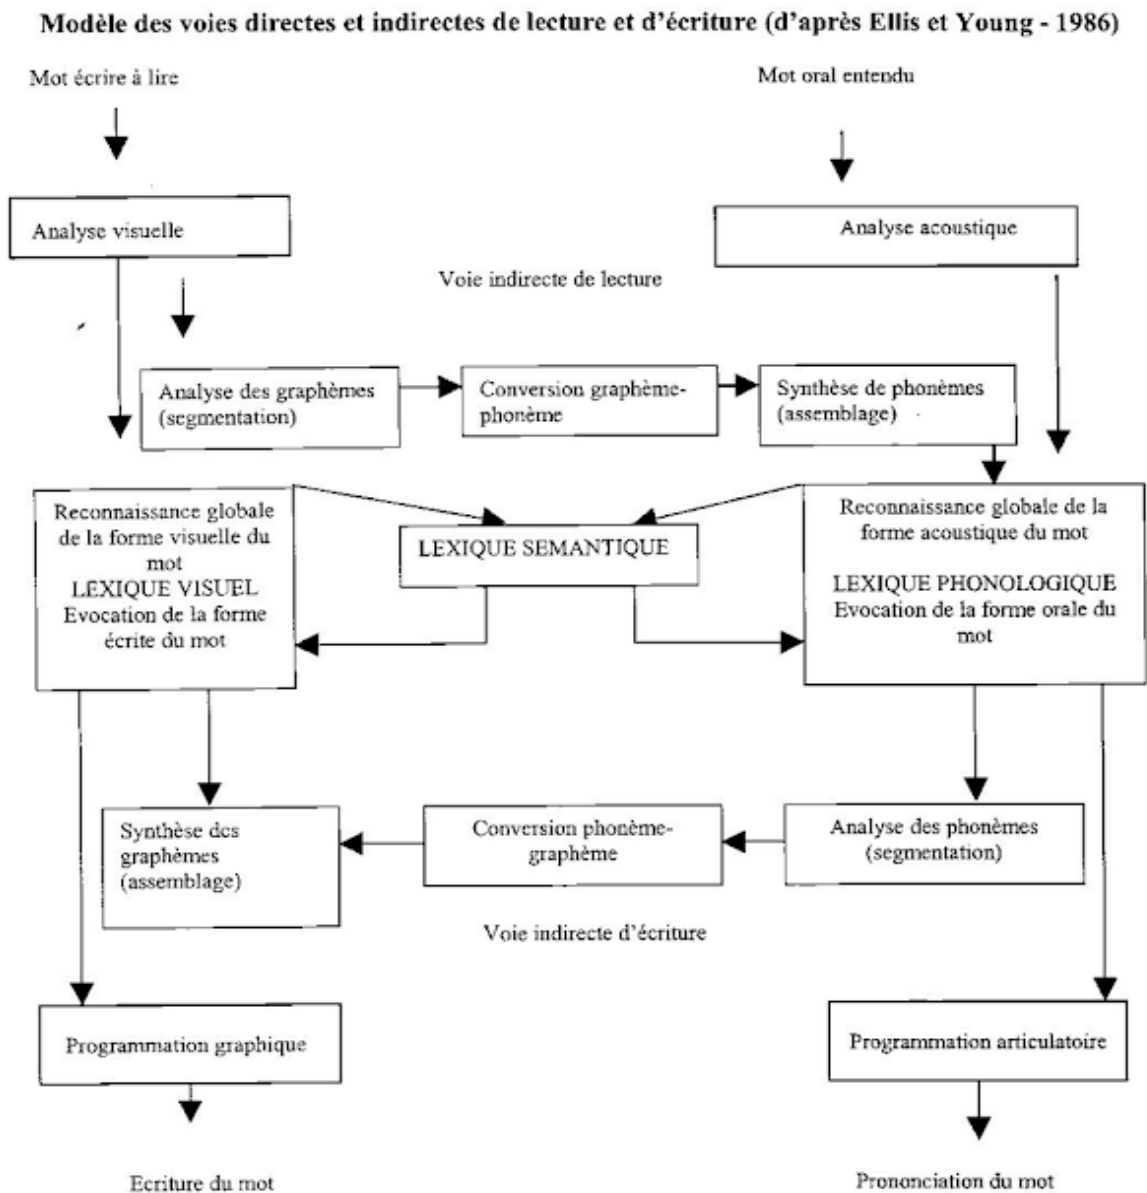 Modèle des voies directes et indirectes de lecture et d'écriture (d'après Ellis et Young - 1986)
Mot écrire à lire
Mot oral entendu
Analyse visuelle
Analyse acoustique
Voie indirecte de lecture
Analyse des graphèmes
(segmentation)
Conversion graphème-
phonème
Synthèse de phonèmes
(assemblage)
Reconnaissance globale
de la forme visuelle du
mot
LEXIQUE VISUEL
Evocation de la forme
écrite du mot
LEXIQUE SEMANTIQUE
Reconnaissance globale de la
forme acoustique du mot
LEXIQUE PHONOLOGIQUE
Evocation de la forme orale du
mot
Synthèse des
graphèmes
(assemblage)
Conversion phonème-
graphème
Analyse des phonèmes
(segmentation)
Voie indirecte d'écriture
Programmation graphique
Programmation articulatoire
Ecriture du mot
Prononciation du mot